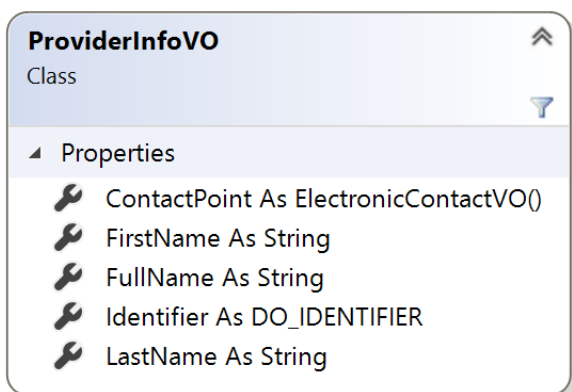 ProviderInfoVO
Class
Properties
ContactPoint As ElectronicContactVO()
FirstName As String
FullName As String
Identifier As DO_IDENTIFIER
LastName As String